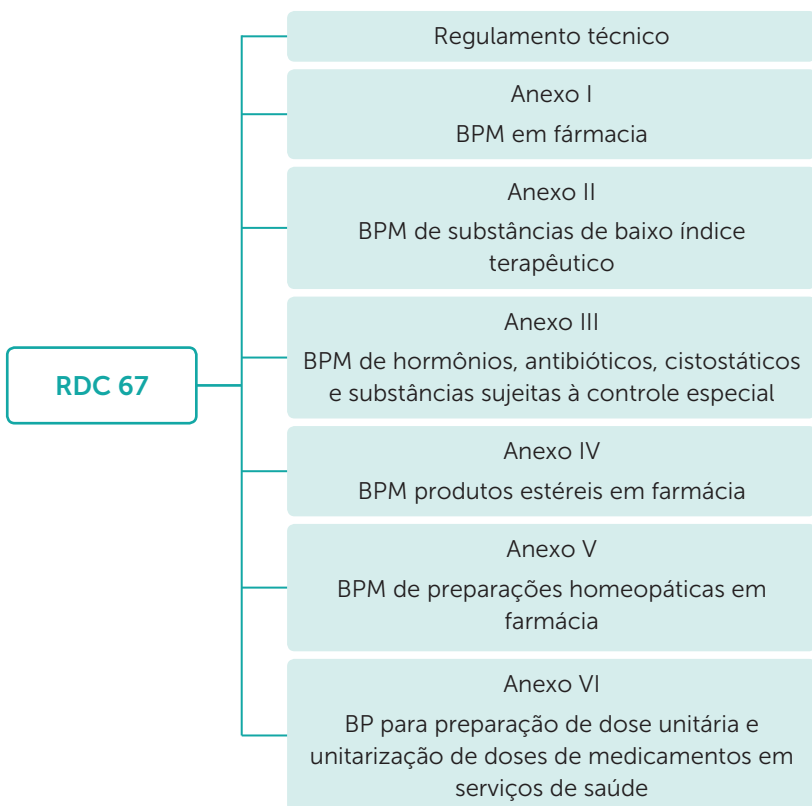 RDC 67
Regulamento técnico
Anexo I
BPM em fármacia
Anexo II
BPM de substâncias de baixo índice
terapêutico
Anexo III
BPM de hormônios, antibióticos, cistostáticos
e substâncias sujeitas à controle especial
Anexo IV
BPM produtos estéreis em farmácia
Anexo V
BPM de preparações homeopáticas em
farmácia
Anexo VI
BP para preparação de dose unitária e
unitarização de doses de medicamentos em
serviços de saúde